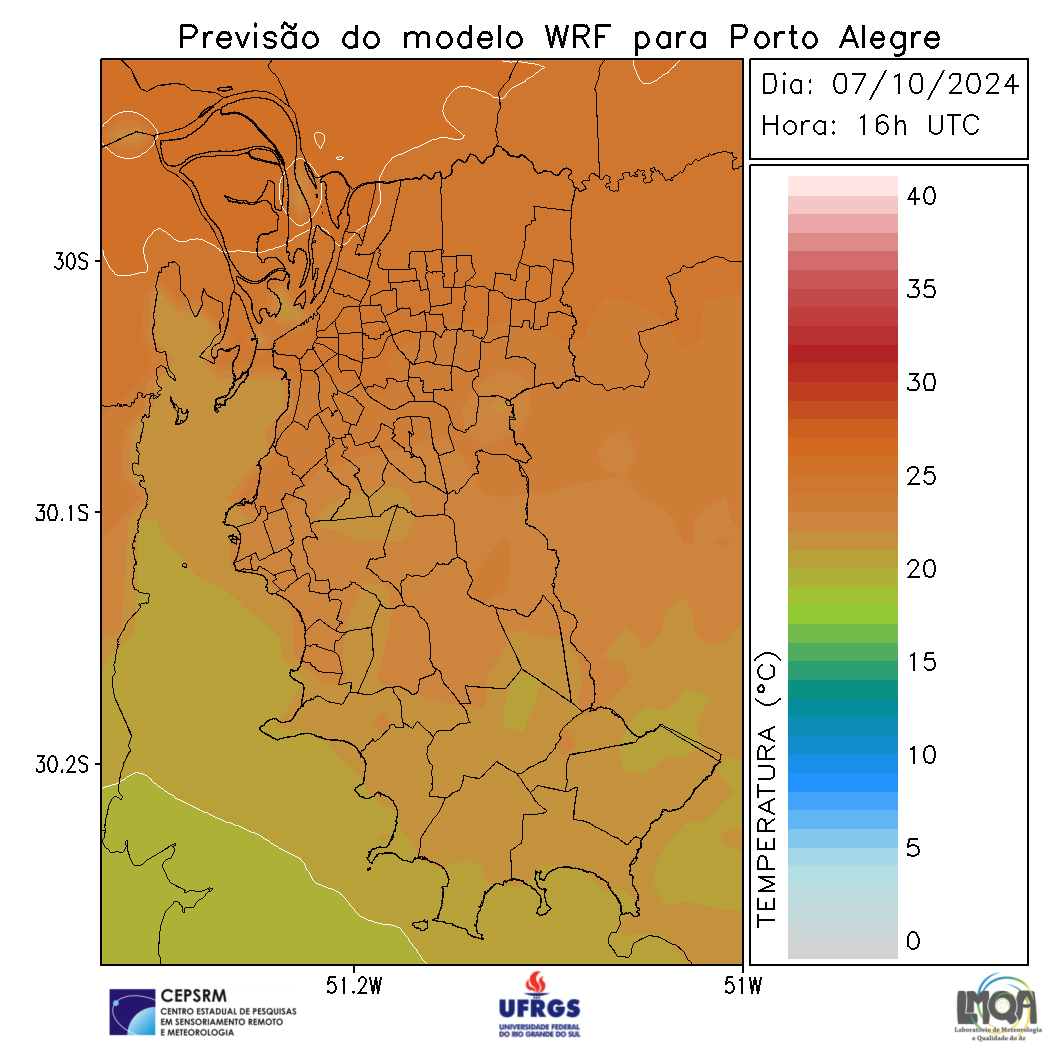 Previsão do modelo WRF para Porto Alegre
Dia: 07/10/2024
Hora: 16h UTC
30S
30.1S
30.2S
51.2W
51W
TEMPERATURA (°C)
40
35
30
25
20
15
10
5
0
CEPSRM
CENTRO ESTADUAL DE PESQUISAS
EM SENSORIAMENTO REMOTO
E METEOROLOGIA
UFRGS
UNIVERSIDADE FEDERAL
DO RIO GRANDE DO SUL
LMQA
Laboratório de Meteorologia
e Qualidade do Ar